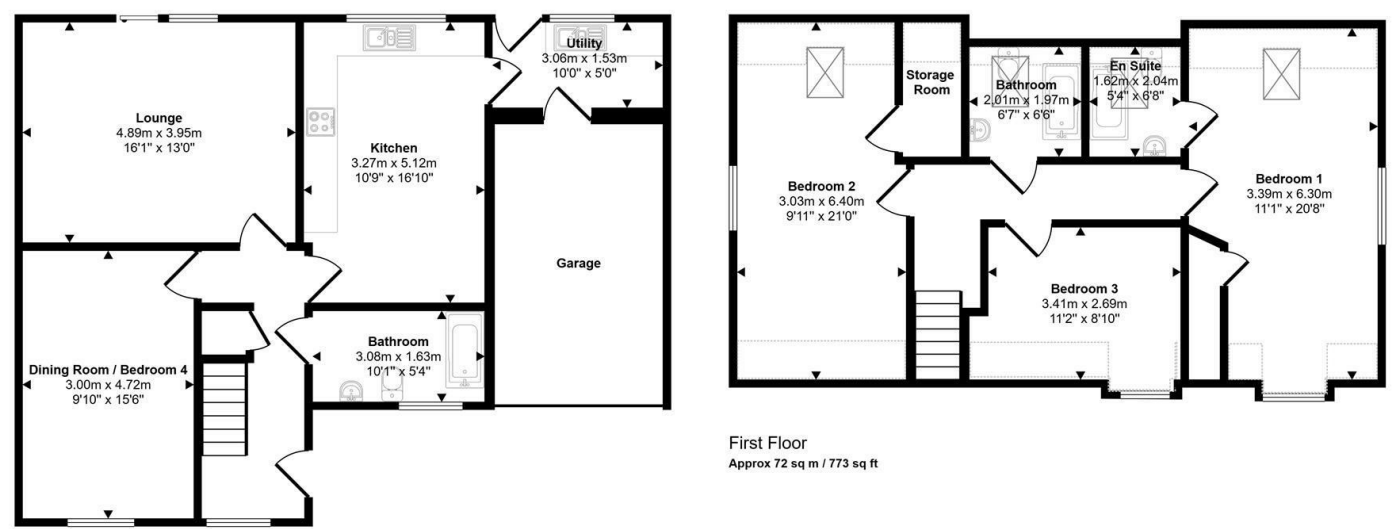 Lounge
4.89m x 3.95m
16'1" x 13'0"
Kitchen
3.27m x 5.12m
10'9" x 16'10"
Utility
3.06m x 1.53m
10'0" x 5'0"
Garage
Dining Room / Bedroom 4
3.00m x 4.72m
9'10" x 15'6"
Bathroom
3.08m x 1.63m
10'1" x 5'4"
Bedroom 2
3.03m x 6.40m
9'11" x 21'0"
Storage
Room
Bathroom
2.01m x 1.97m
6'7" x 6'6"
En Suite
1.62m x 2.04m
5'4" x 6'8"
Bedroom 1
3.39m x 6.30m
11'1" x 20'8"
Bedroom 3
3.41m x 2.69m
11'2" x 8'10"
First Floor
Approx 72 sq m / 773 sq ft